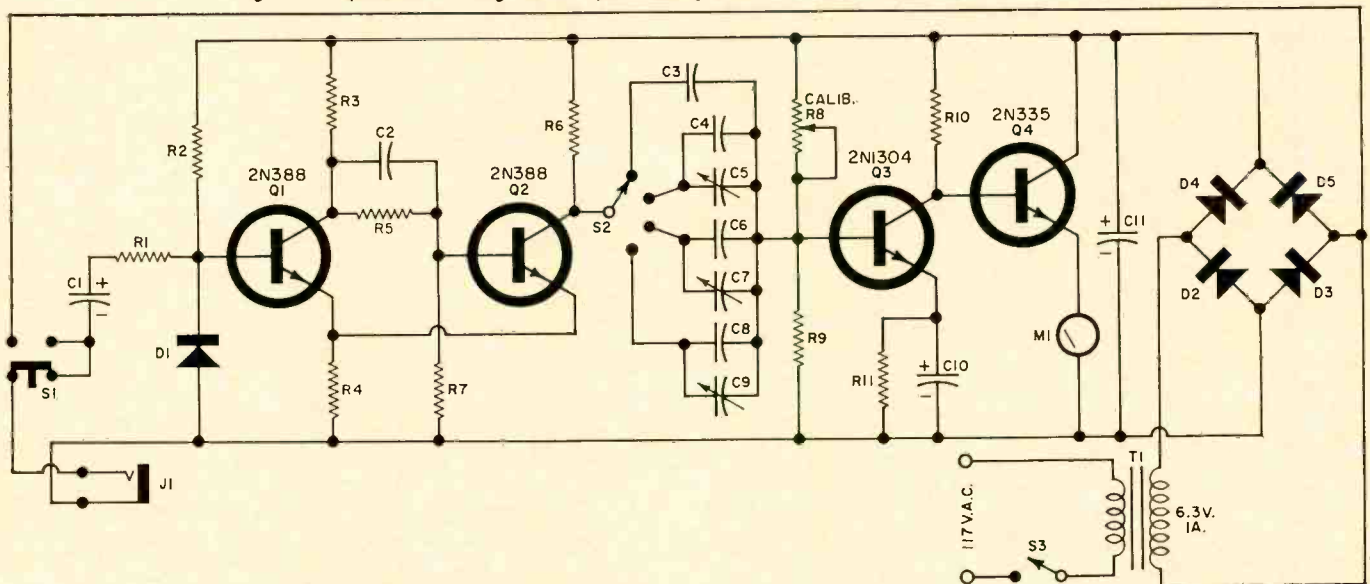 C3
R3
CALIB.
R8
C4
R10
2N335
Q4
R6
C2
R2
2N388
Q1
2N388
Q2
C5
2N1304
Q3
D4
D5
R5
S2
C6
C11
+
-
R1
C7
D2
D3
C1
+
-
C8
M1
D1
R9
S1
R4
R7
C9
R11
+
-
C10
J1
117 V.A.C.
T1
6.3V.
1A.
S3